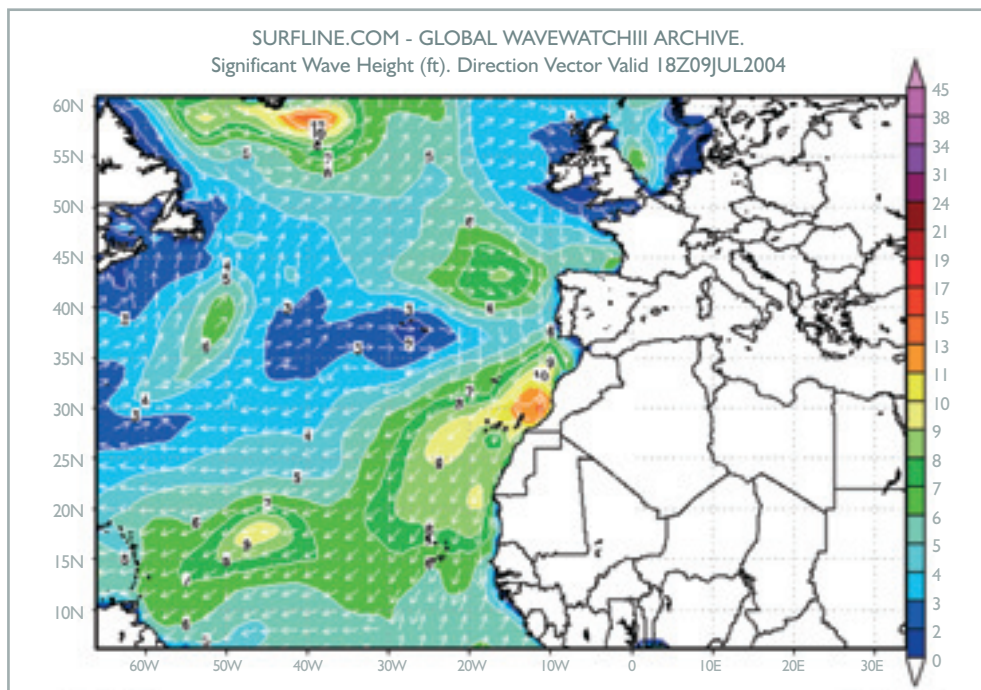 SURFLINE.COM - GLOBAL WAVEWATCHIII ARCHIVE.
Significant Wave Height (ft). Direction Vector Valid 18Z09JUL2004
60N
55N
50N
45N
40N
35N
30N
25N
20N
15N
10N
60W
50W
40W
30W
20W
10W
0
10E
20E
30E
45
38
34
31
24
21
19
17
15
13
11
10
9
8
7
6
5
4
3
2
0